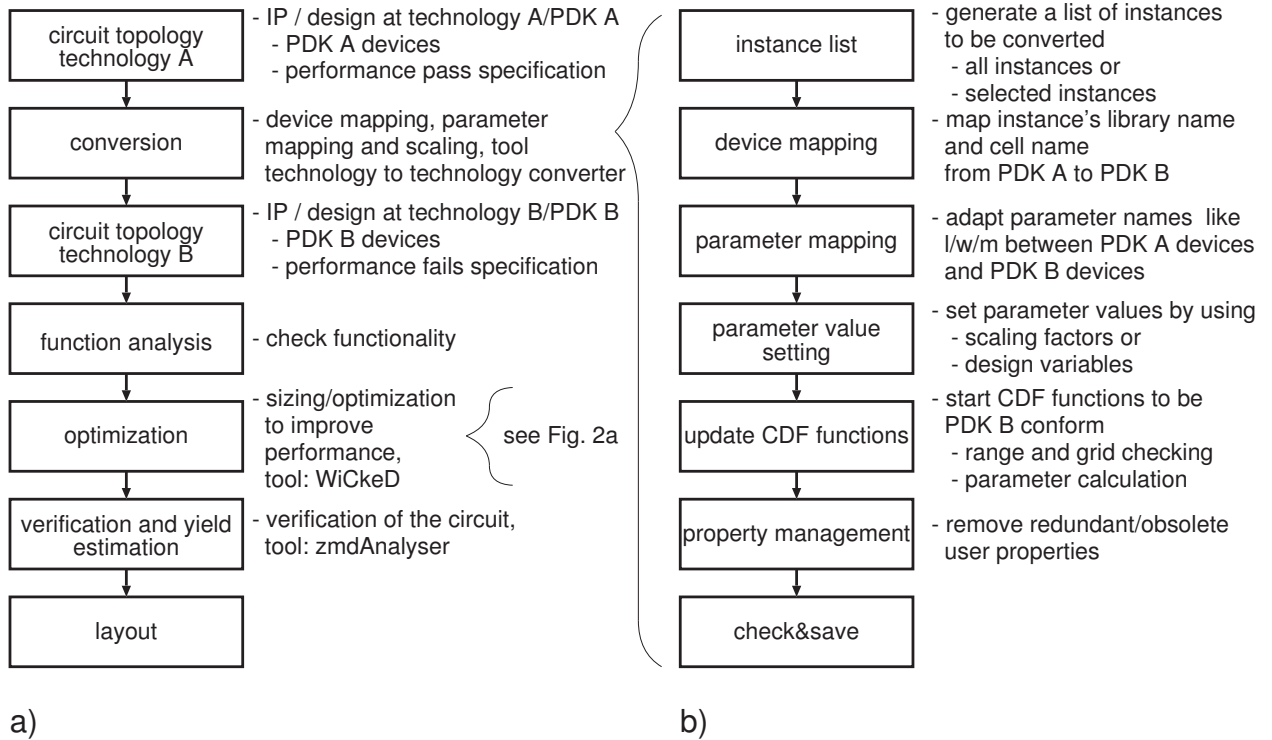 circuit topology
technology A
- IP / design at technology A/PDK A
- PDK A devices
- performance pass specification
conversion
- device mapping, parameter
mapping and scaling, tool
technology to technology converter
circuit topology
technology B
- IP / design at technology B/PDK B
- PDK B devices
- performance fails specification
function analysis
- check functionality
optimization
- sizing/optimization
to improve
performance,
tool: WiCkeD
see Fig. 2a
verification and yield
estimation
- verification of the circuit,
tool: zmdAnalyser
layout
a)
instance list
- generate a list of instances
to be converted
- all instances or
- selected instances
device mapping
- map instance's library name
and cell name
from PDK A to PDK B
parameter mapping
- adapt parameter names like
l/w/m between PDK A devices
and PDK B devices
parameter value
setting
- set parameter values by using
- scaling factors or
- design variables
update CDF functions
- start CDF functions to be
PDK B conform
- range and grid checking
- parameter calculation
property management
- remove redundant/obsolete
user properties
check&save
b)